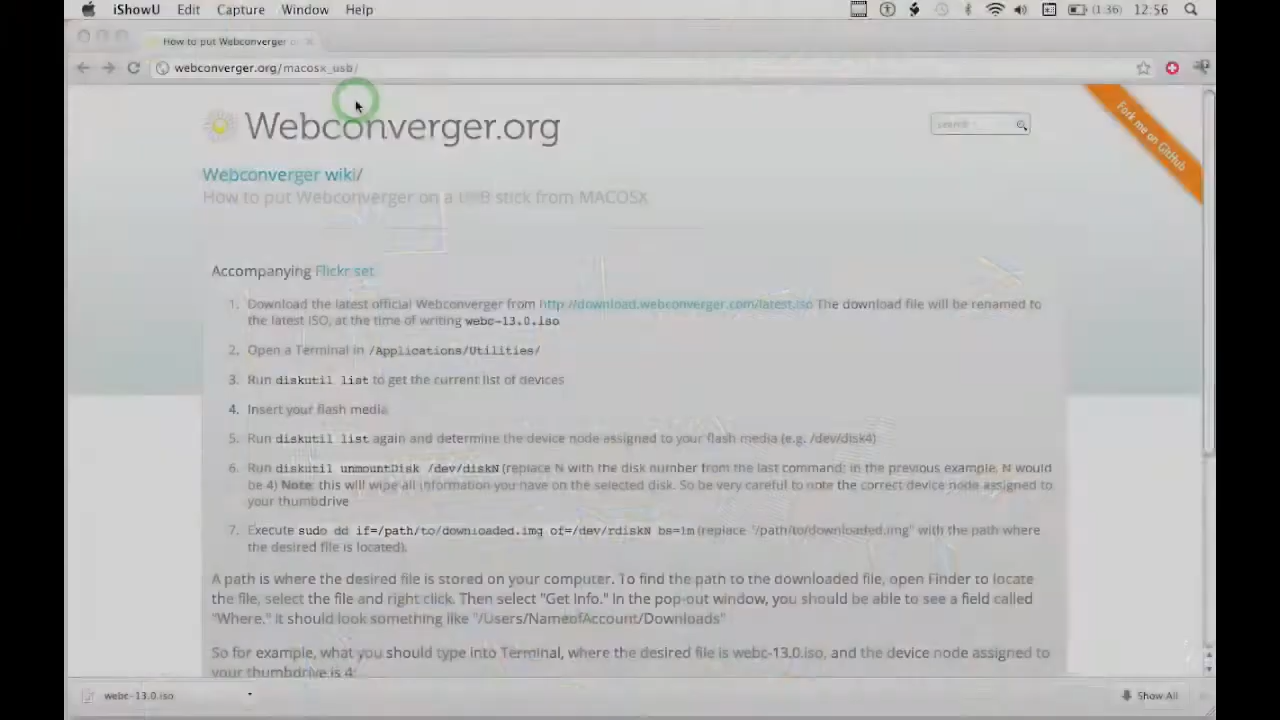 iShowU Edit Capture Window Help (1:36) 12:56
How to put Webconverger o
webconverger.org/macosx_usb/
Webconverger.org
search
Fork me on GitHub
Webconverger wiki/
How to put Webconverger on a USB stick from MACOSX
Accompanying Flickr set
1. Download the latest official Webconverger from http://download.webconverger.com/latest.iso The download file will be renamed to
the latest ISO, at the time of writing webc-13.0.iso
2. Open a Terminal in /Applications/Utilities/
3. Run diskutil list to get the current list of devices
4. Insert your flash media
5. Run diskutil list again and determine the device node assigned to your flash media (e.g. /dev/disk4)
6. Run diskutil unmountDisk /dev/diskN (replace N with the disk number from the last command; in the previous example, N would
be 4) Note: this will wipe all information you have on the selected disk. So be very careful to note the correct device node assigned to
your thumbdrive
7. Execute sudo dd if=/path/to/downloaded.img of=/dev/rdiskN bs=1m (replace "/path/to/downloaded.img" with the path where
the desired file is located).
A path is where the desired file is stored on your computer. To find the path to the downloaded file, open Finder to locate
the file, select the file and right click. Then select "Get Info." In the pop-out window, you should be able to see a field called
"Where." It should look something like "/Users/NameofAccount/Downloads"
So for example, what you should type into Terminal, where the desired file is webc-13.0.iso, and the device node assigned to
your thumbdrive is 4:
webc-13.0.iso
Show All